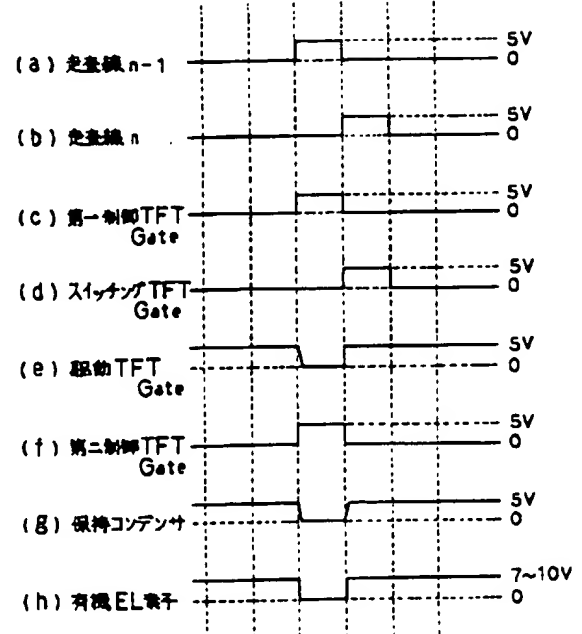 5V
(a) 走査線 n-1
0
5V
(b) 走査線 n
0
5V
(c) 第一制御TFT
0
Gate
5V
(d) スイッチングTFT
0
Gate
5V
(e) 駆動TFT
0
Gate
5V
(f) 第二制御TFT
0
Gate
5V
(g) 保持コンデンサ
0
7~10V
(h) 有機EL素子
0